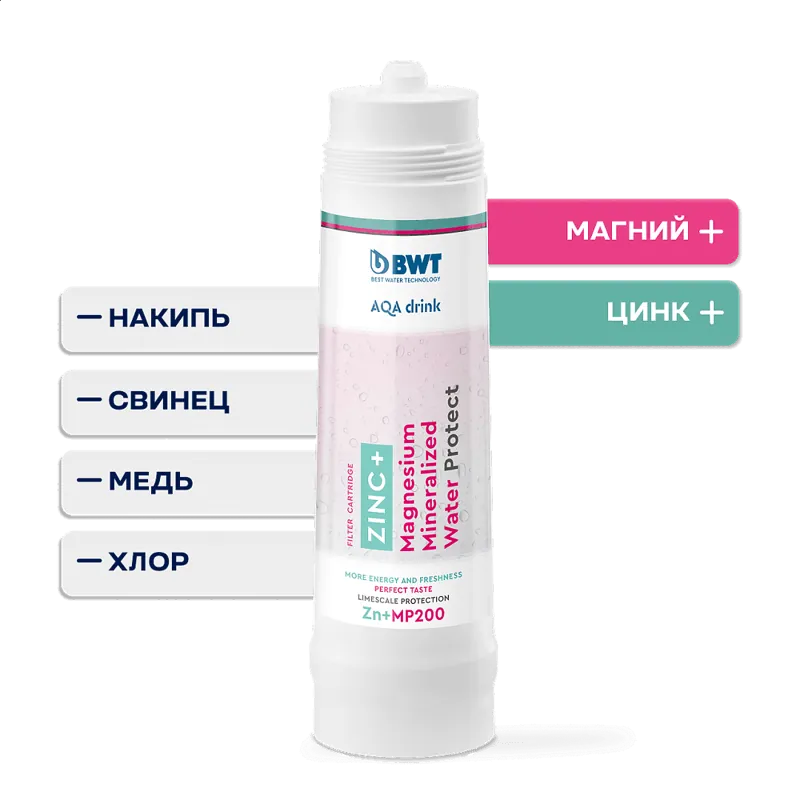 МАГНИЙ +
ЦИНК +
— НАКИПЬ
— СВИНЕЦ
— МЕДЬ
— ХЛОР
BWT
BEST WATER TECHNOLOGY
AQA drink
FILTER CARTRIDGE
ZINC+
Magnesium
Mineralized
Water Protect
MORE ENERGY AND FRESHNESS
PERFECT TASTE
LIMESCALE PROTECTION
Zn+MP200